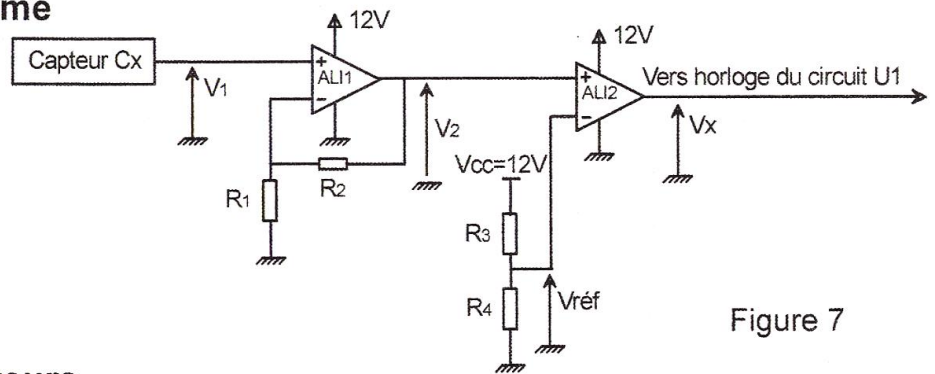 me
12V
12V
Capteur Cx
+
ALI1
-
V1
+
ALI2
-
Vers horloge du circuit U1
V2
Vx
R1
R2
Vcc=12V
R3
R4
Vréf
Figure 7